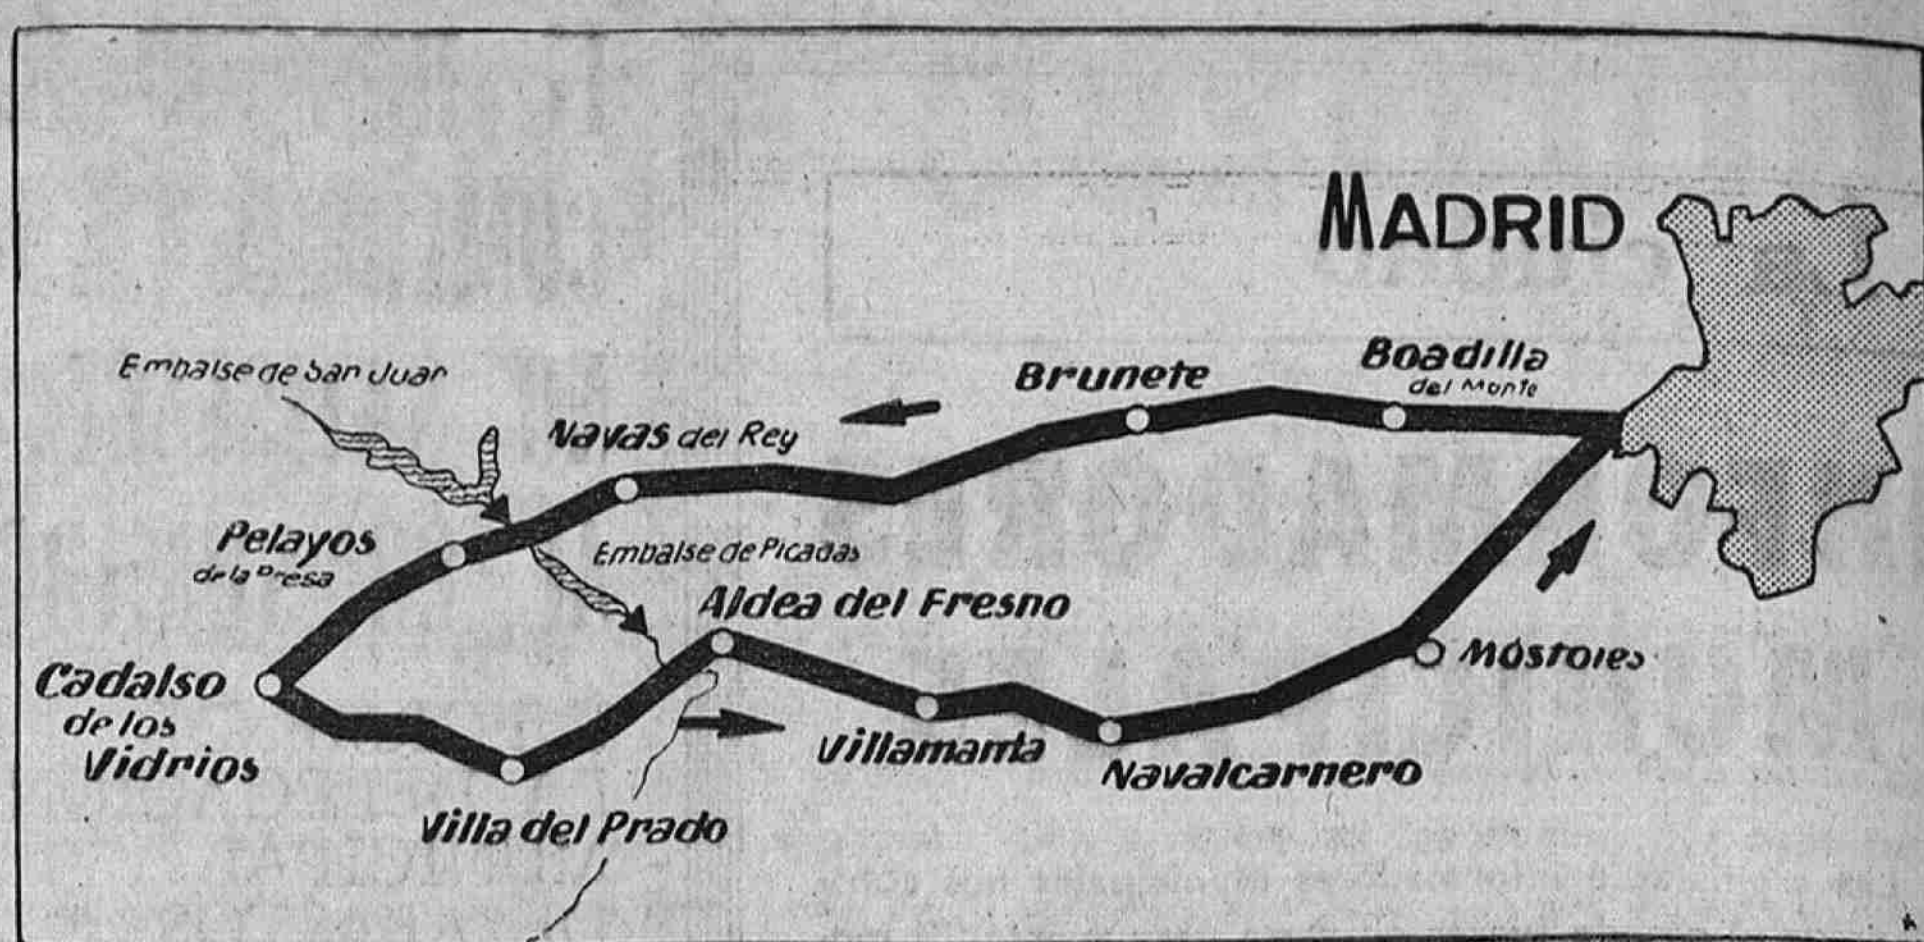 MADRID
Boadilla
del Monte
Brunete
Embalse de San Juan
Navas del Rey
Pelayos
de la Presa
Embalse de Picadas
Aldea del Fresno
Cadalso
de los
Vidrios
Móstoles
Villamanta
Navalcarnero
Villa del Prado